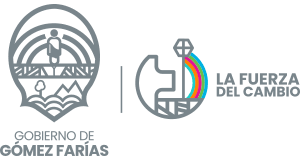 GOBIERNO DE
GÓMEZ FARÍAS
LA FUERZA
DEL CAMBIO